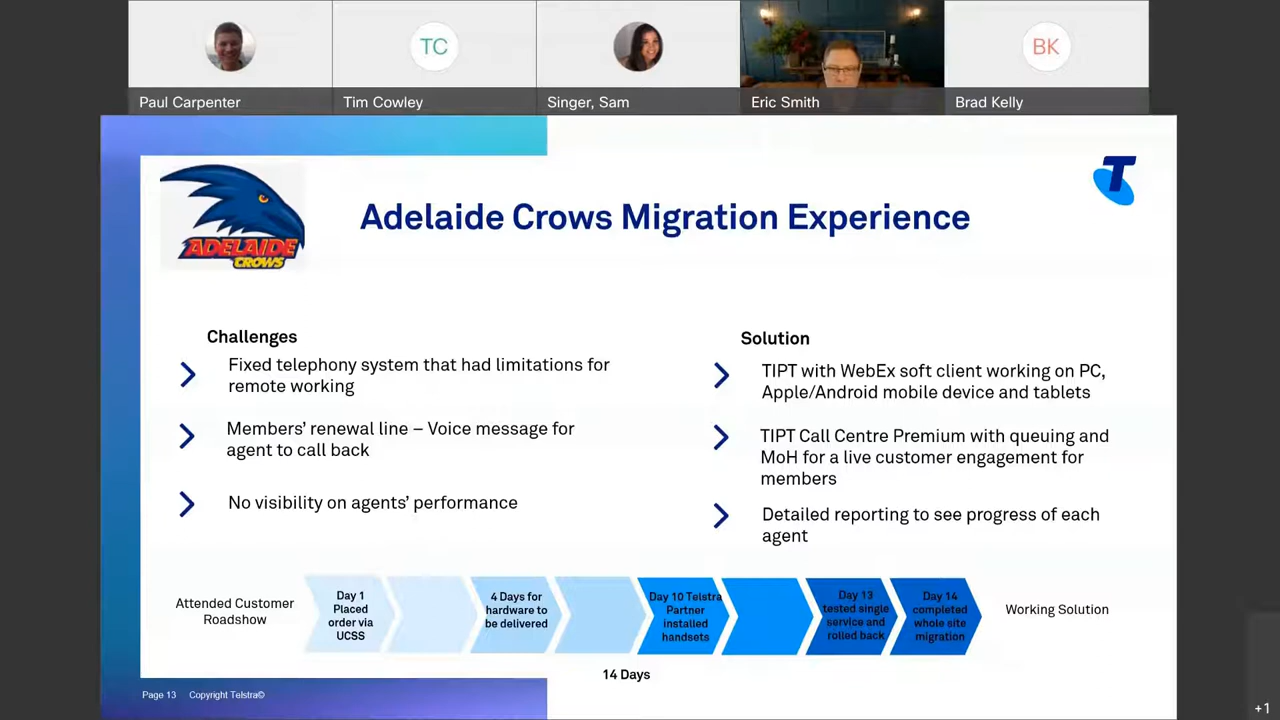 TC
BK
Paul Carpenter
Tim Cowley
Singer, Sam
Eric Smith
Brad Kelly
T
ADELAIDE
CROWS
Adelaide Crows Migration Experience
Challenges
Fixed telephony system that had limitations for
remote working
Members' renewal line – Voice message for
agent to call back
No visibility on agents' performance
Solution
TIPT with WebEx soft client working on PC,
Apple/Android mobile device and tablets
TIPT Call Centre Premium with queuing and
MoH for a live customer engagement for
members
Detailed reporting to see progress of each
agent
Attended Customer
Roadshow
Day 1
Placed
order via
UCSS
4 Days for
hardware to
be delivered
Day 10 Telstra
Partner
installed
handsets
Day 13
tested single
service and
rolled back
Day 14
completed
whole site
migration
Working Solution
14 Days
Page 13 Copyright Telstra©
+1